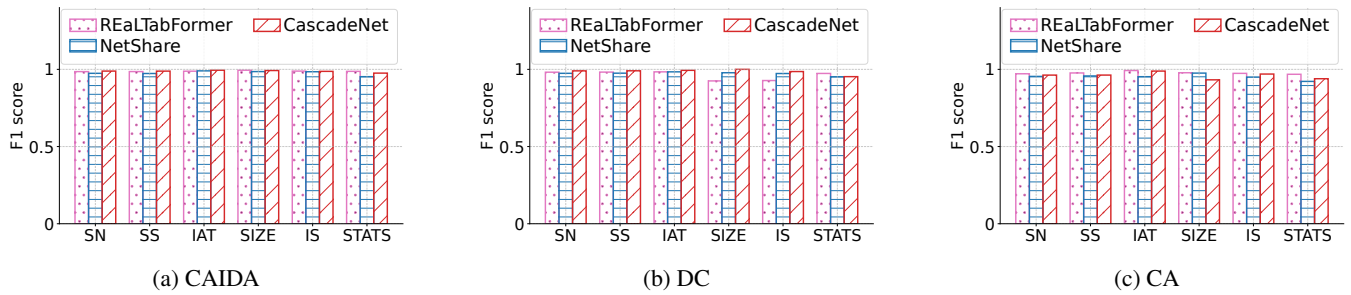 REaLTabFormer CascadeNet
NetShare
F1 score
1
0.5
0
SN SS IAT SIZE IS STATS
(a) CAIDA
REaLTabFormer CascadeNet
NetShare
F1 score
1
0.5
0
SN SS IAT SIZE IS STATS
(b) DC
REaLTabFormer CascadeNet
NetShare
F1 score
1
0.5
0
SN SS IAT SIZE IS STATS
(c) CA